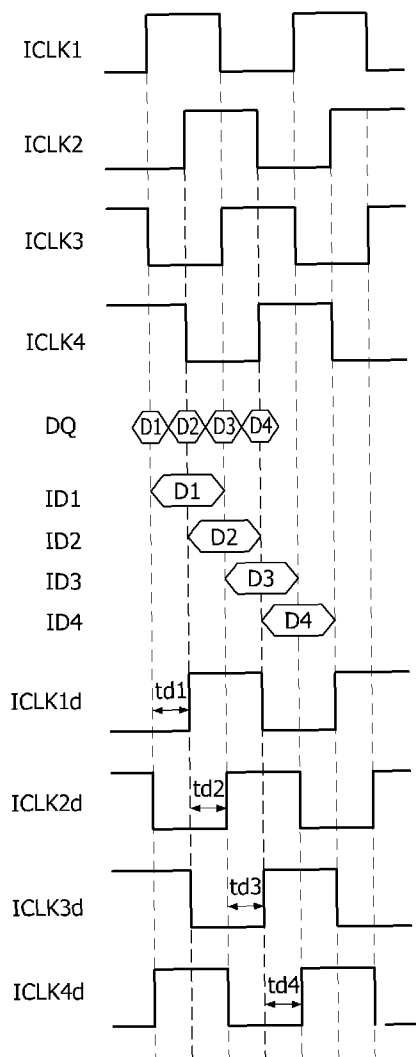 ICLK1
ICLK2
ICLK3
ICLK4
DQ D1 D2 D3 D4
ID1 D1
ID2 D2
ID3 D3
ID4 D4
td1
ICLK1d
td2
ICLK2d
td3
ICLK3d
td4
ICLK4d